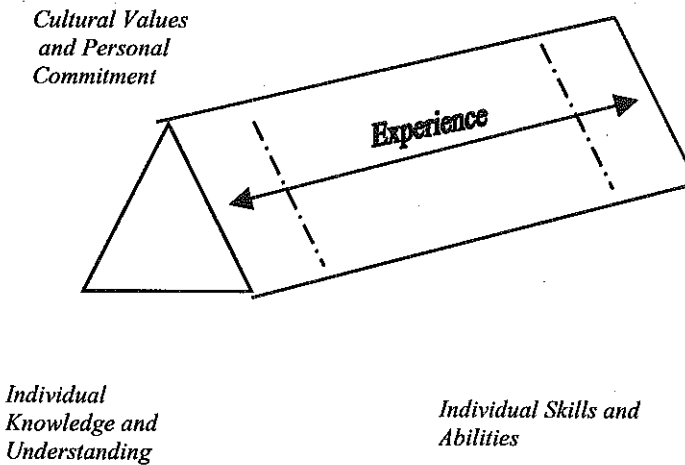 Cultural Values
and Personal
Commitment
Experience
Individual
Knowledge and
Understanding
Individual Skills and
Abilities